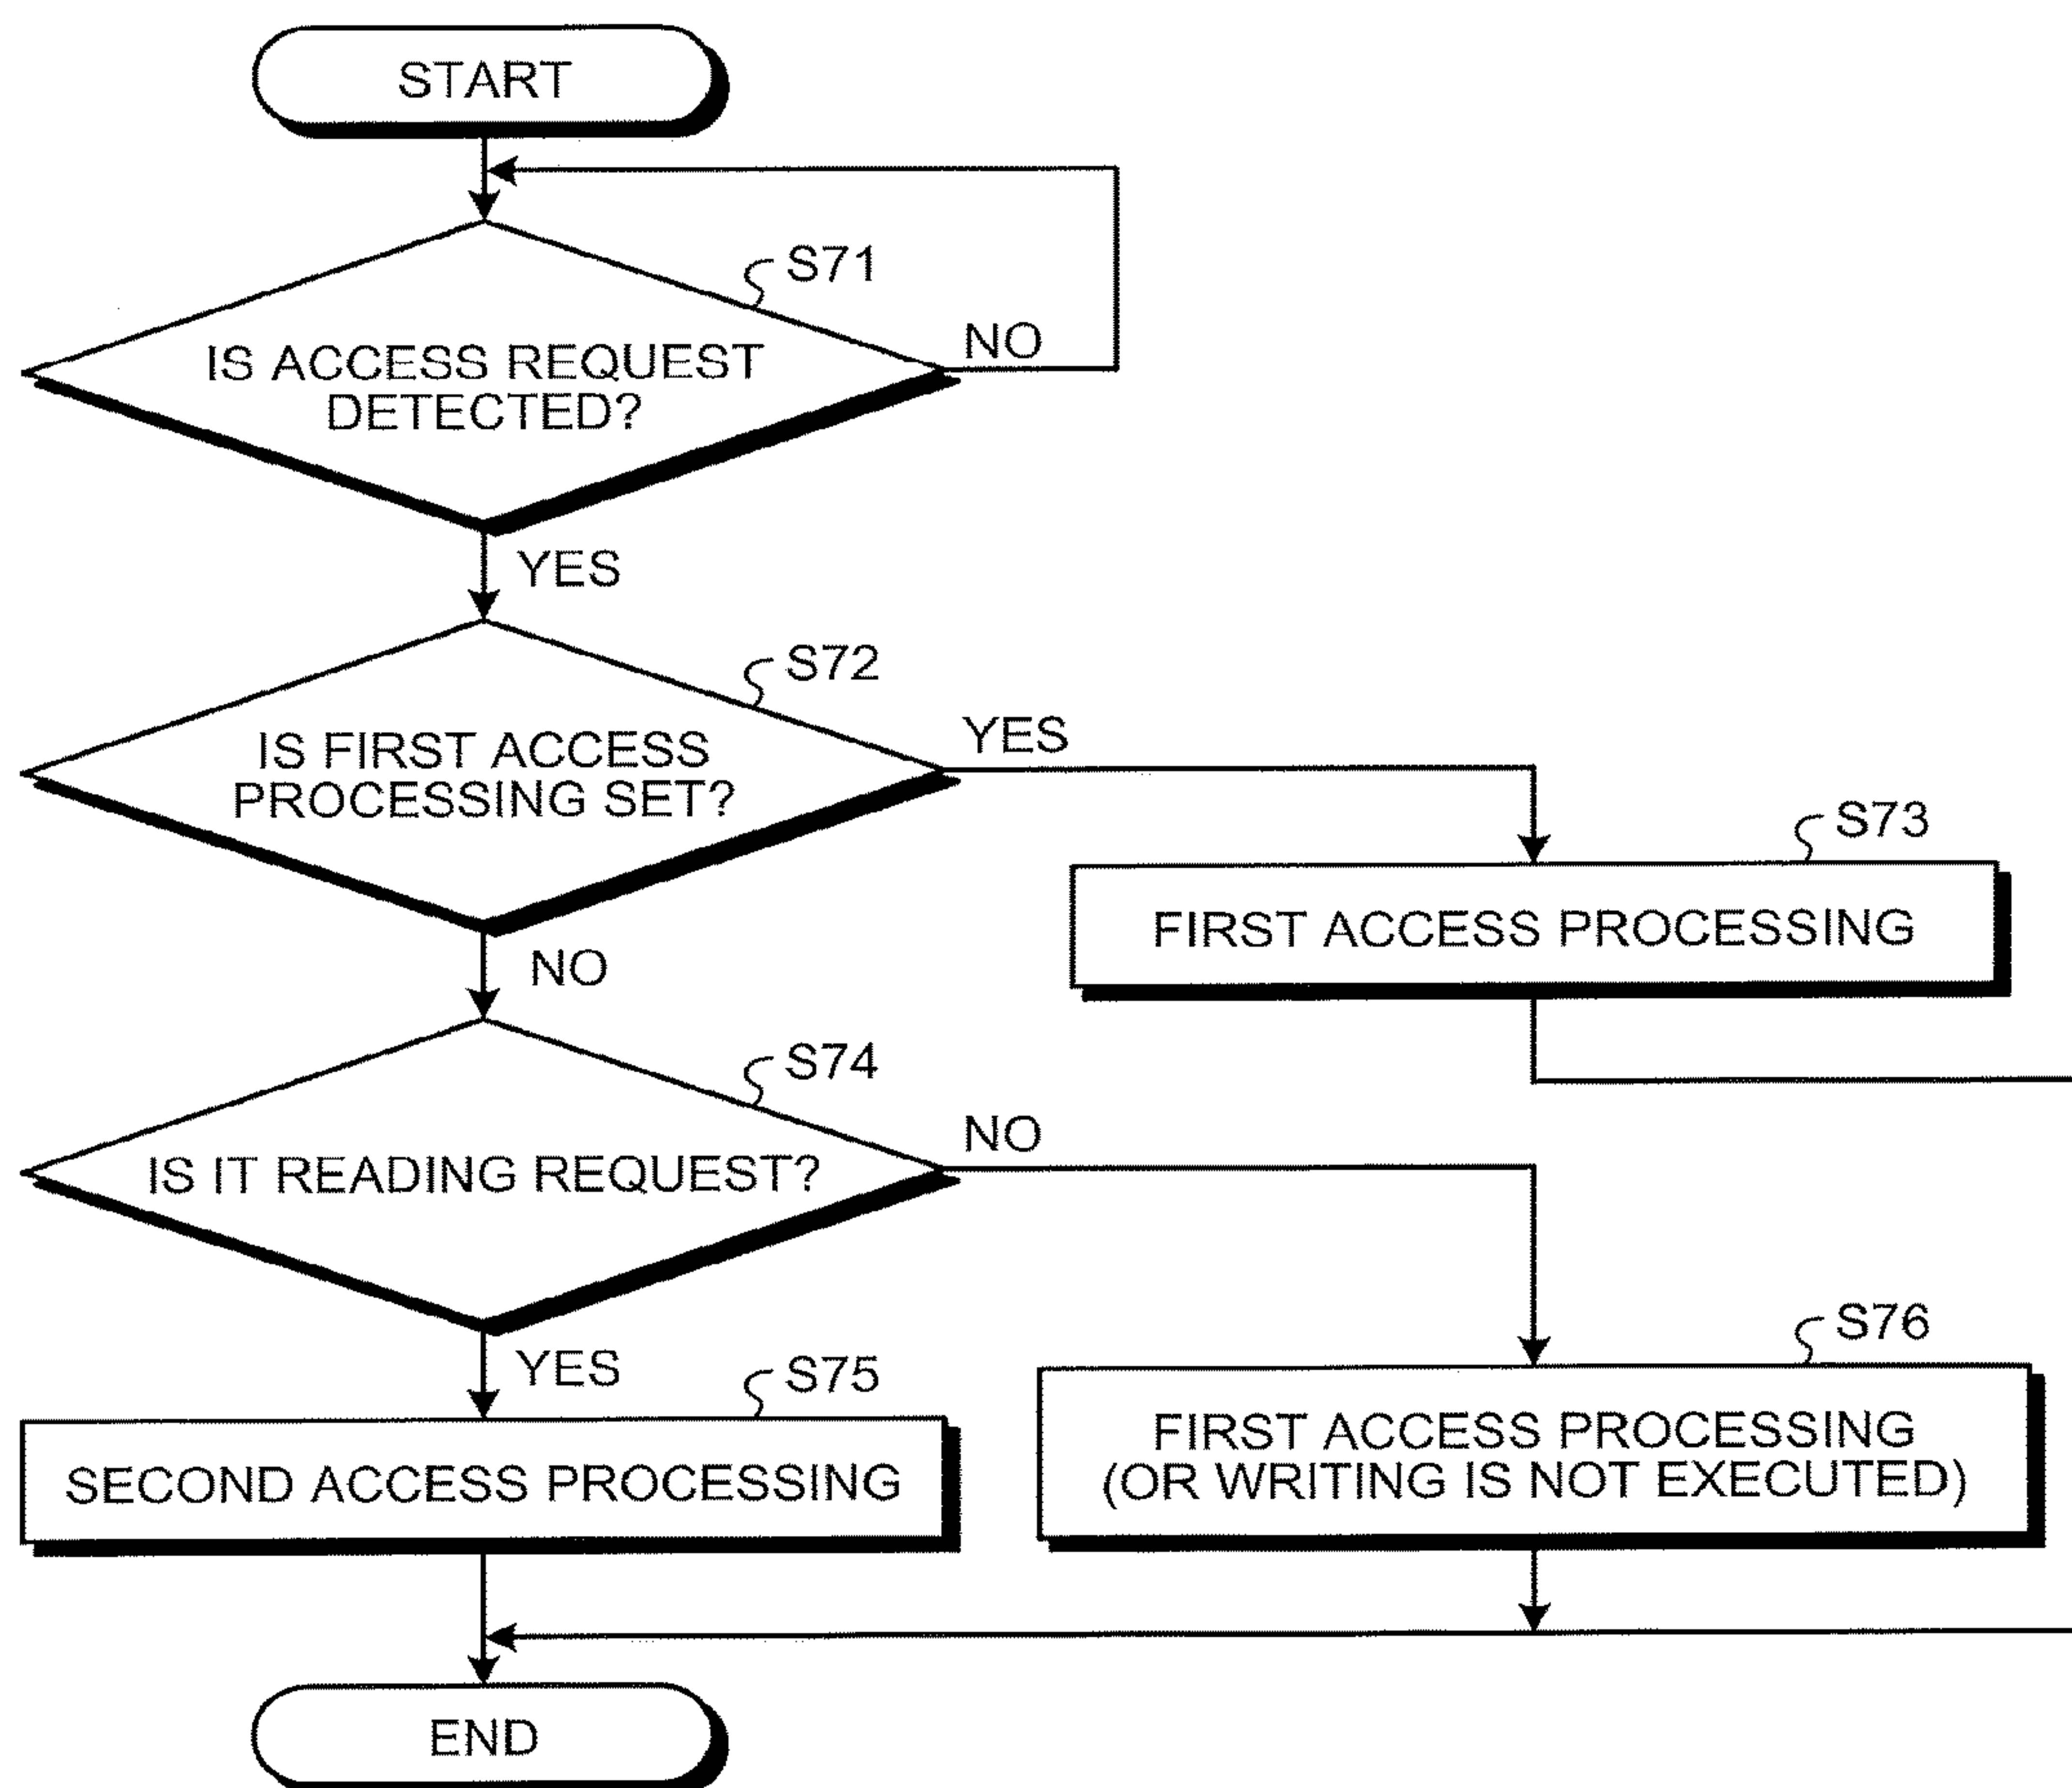 START
S71
IS ACCESS REQUEST
DETECTED?
NO
YES
S72
IS FIRST ACCESS
PROCESSING SET?
YES
S73
FIRST ACCESS PROCESSING
NO
S74
IS IT READING REQUEST?
NO
YES
S75
SECOND ACCESS PROCESSING
S76
FIRST ACCESS PROCESSING
(OR WRITING IS NOT EXECUTED)
END